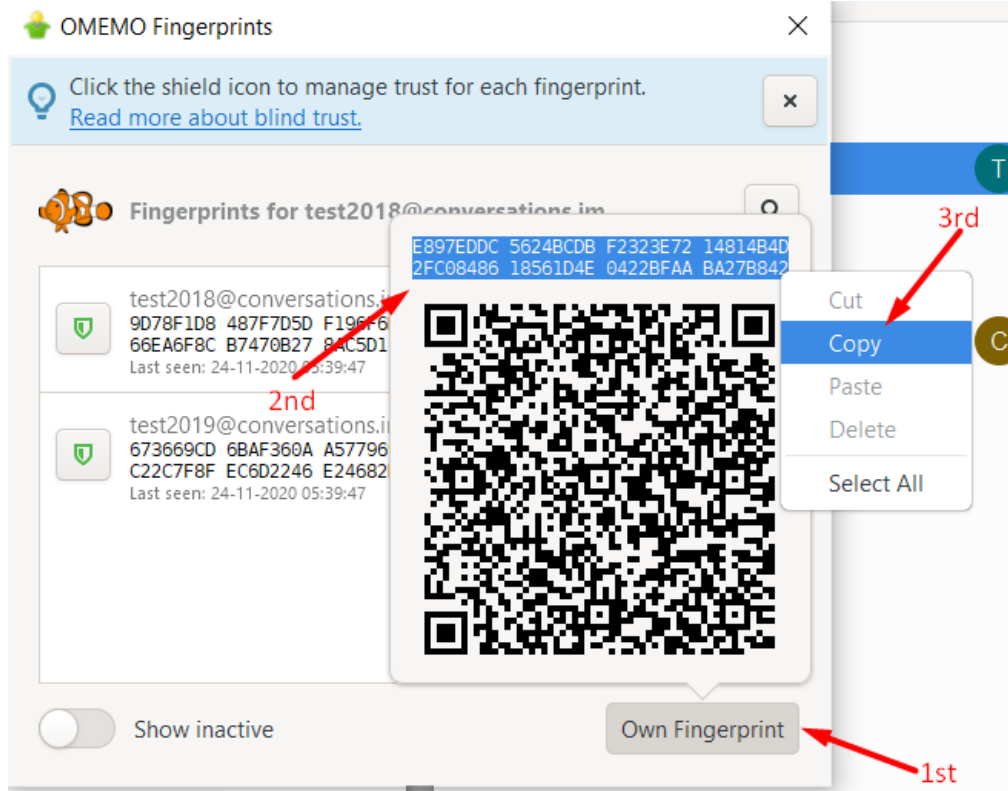 OMEMO Fingerprints
Click the shield icon to manage trust for each fingerprint.
Read more about blind trust.
Fingerprints for test2018@conversations.im
E897EDDC 5624BCDB F2323E72 14814B4D
2FC08486 18561D4E 0422BFAA BA27B842
test2018@conversations.i
9D78F1D8 487F7D5D F196F6
66EA6F8C B7470B27 8AC5D1
Last seen: 24-11-2020 05:39:47
test2019@conversations.i
673669CD 6BAF360A A57796
C22C7F8F EC6D2246 E24682
Last seen: 24-11-2020 05:39:47
Show inactive
Own Fingerprint
1st
2nd
3rd
Cut
Copy
Paste
Delete
Select All
T
C